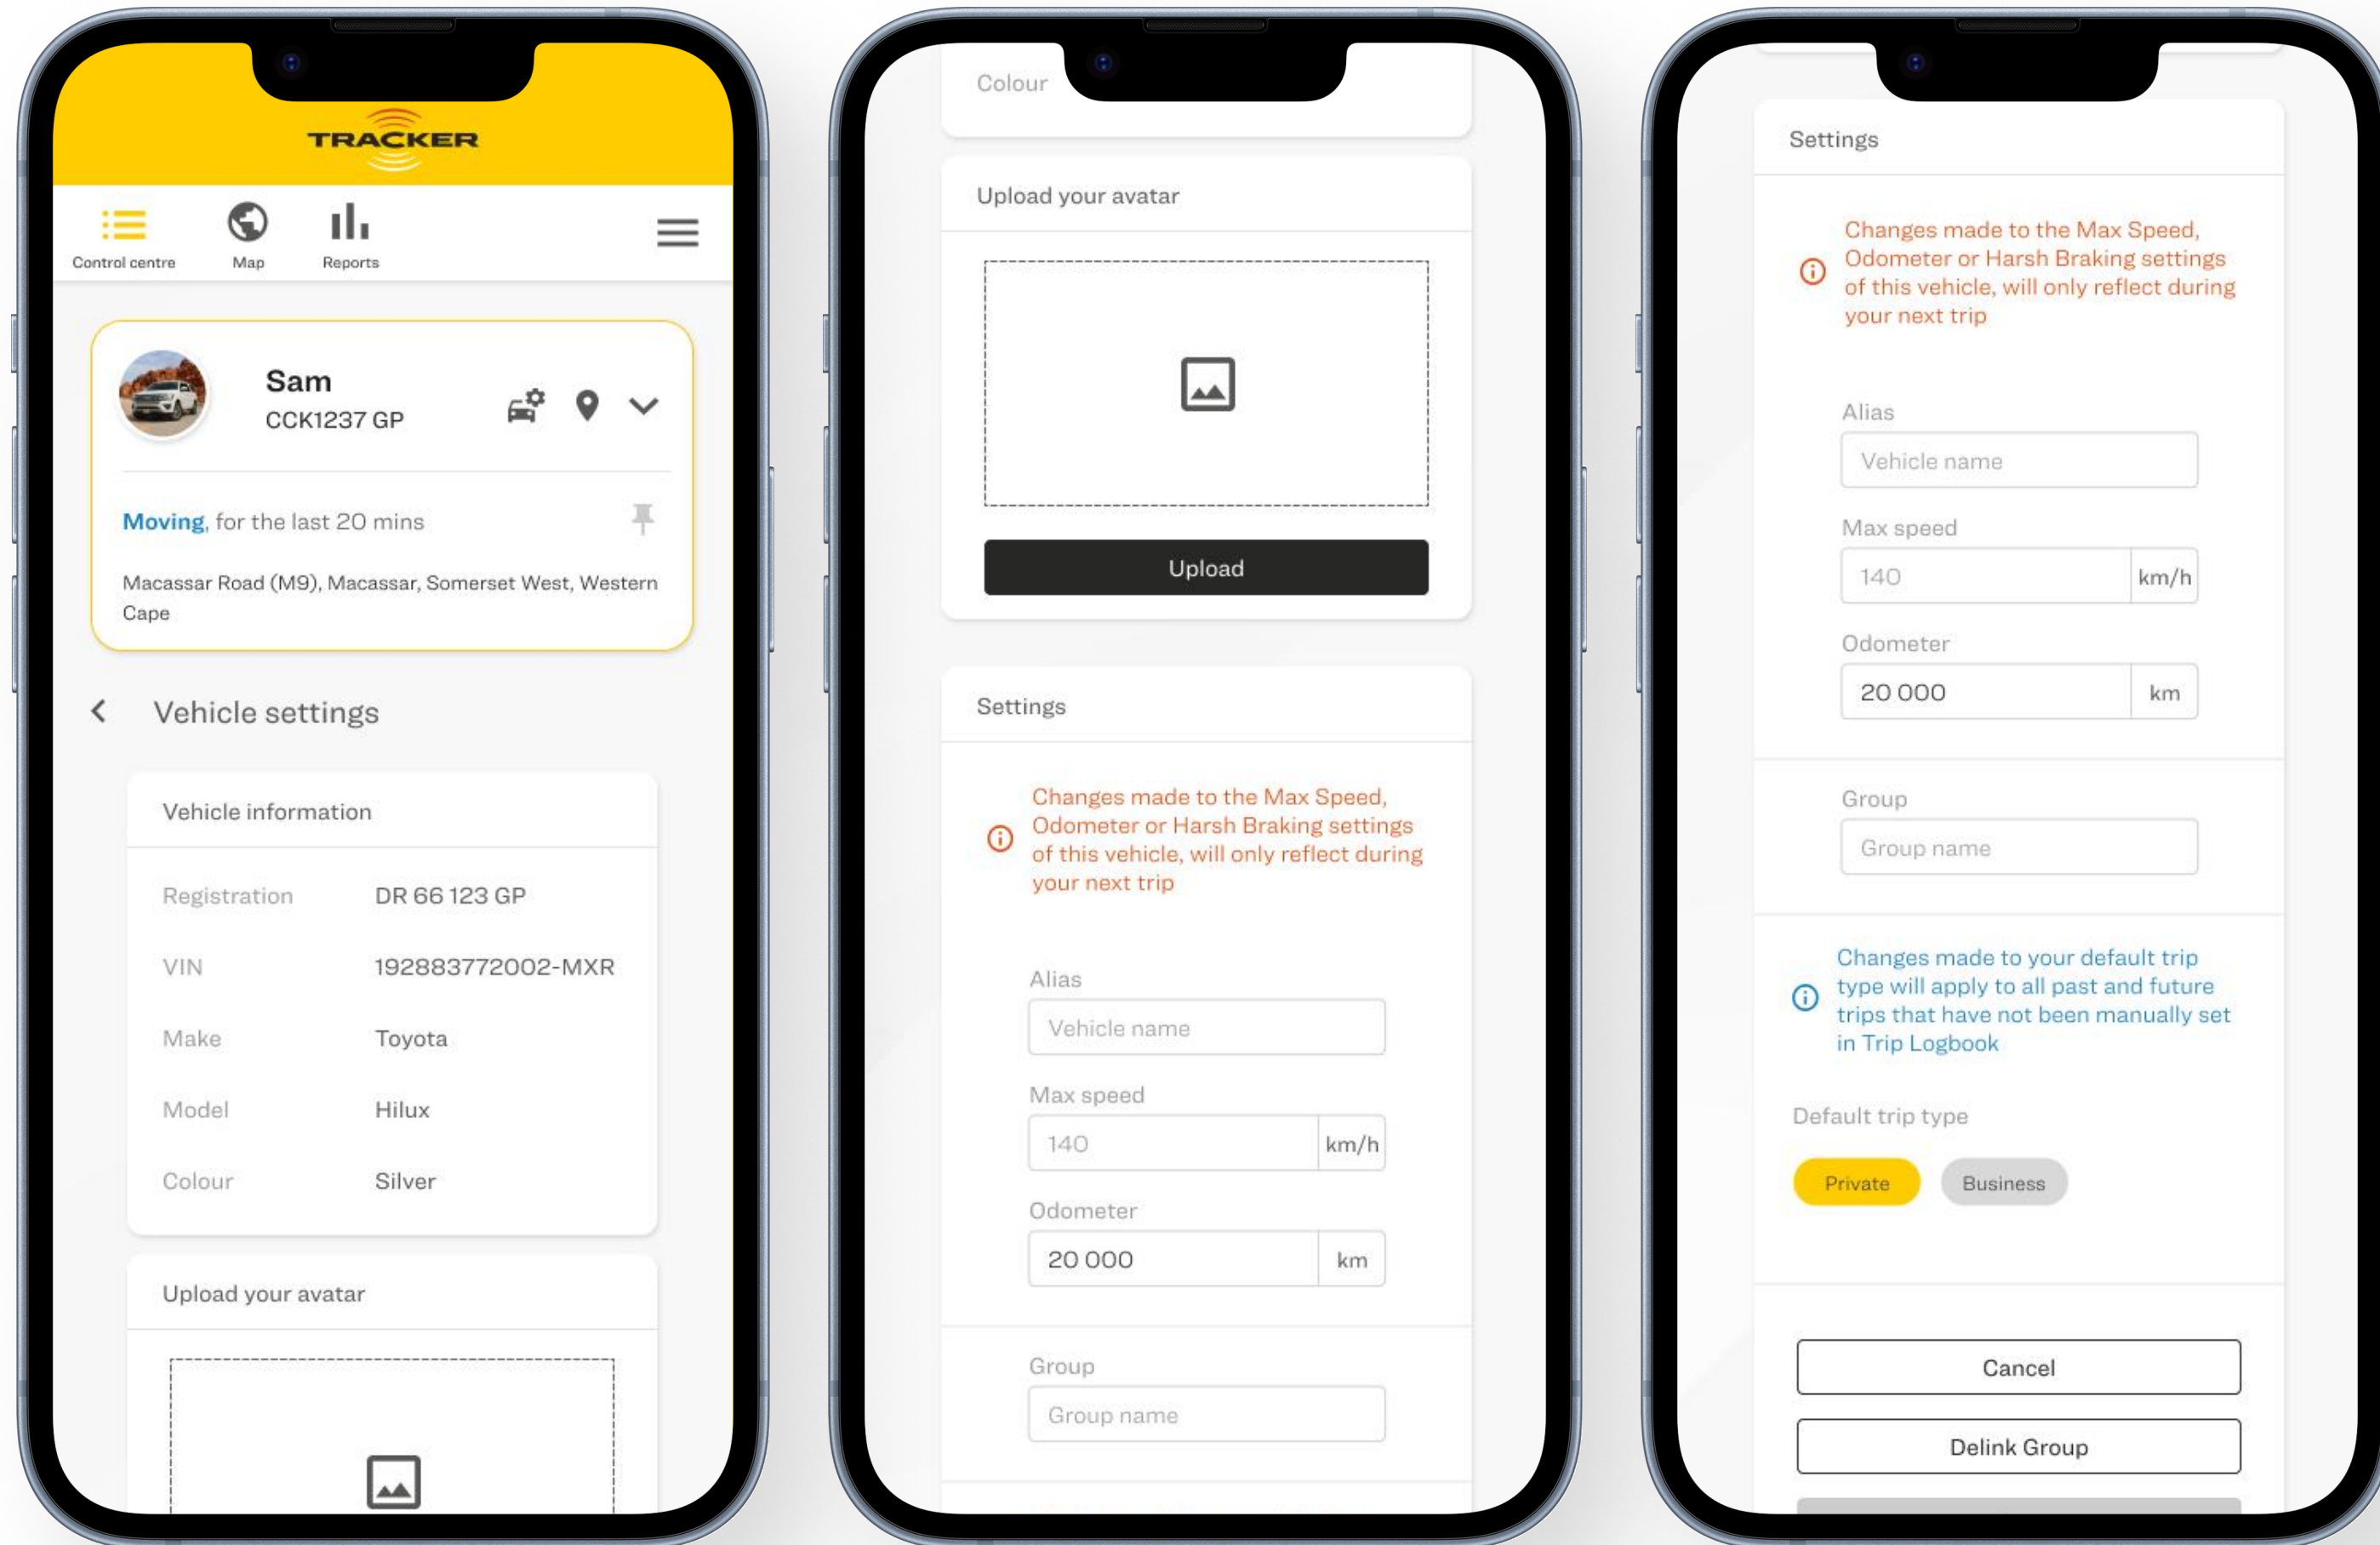 TRACKER
Control centre
Map
Reports
Sam
CCK1237 GP
Moving, for the last 20 mins
Macassar Road (M9), Macassar, Somerset West, Western
Cape
Vehicle settings
Vehicle information
Registration DR 66 123 GP
VIN 192883772002-MXR
Make Toyota
Model Hilux
Colour Silver
Upload your avatar
Colour
Upload your avatar
Upload
Settings
Changes made to the Max Speed,
Odometer or Harsh Braking settings
of this vehicle, will only reflect during
your next trip
Alias
Vehicle name
Max speed
140 km/h
Odometer
20 000 km
Group
Group name
Settings
Changes made to the Max Speed,
Odometer or Harsh Braking settings
of this vehicle, will only reflect during
your next trip
Alias
Vehicle name
Max speed
140 km/h
Odometer
20 000 km
Group
Group name
Changes made to your default trip
type will apply to all past and future
trips that have not been manually set
in Trip Logbook
Default trip type
Private Business
Cancel
Delink Group